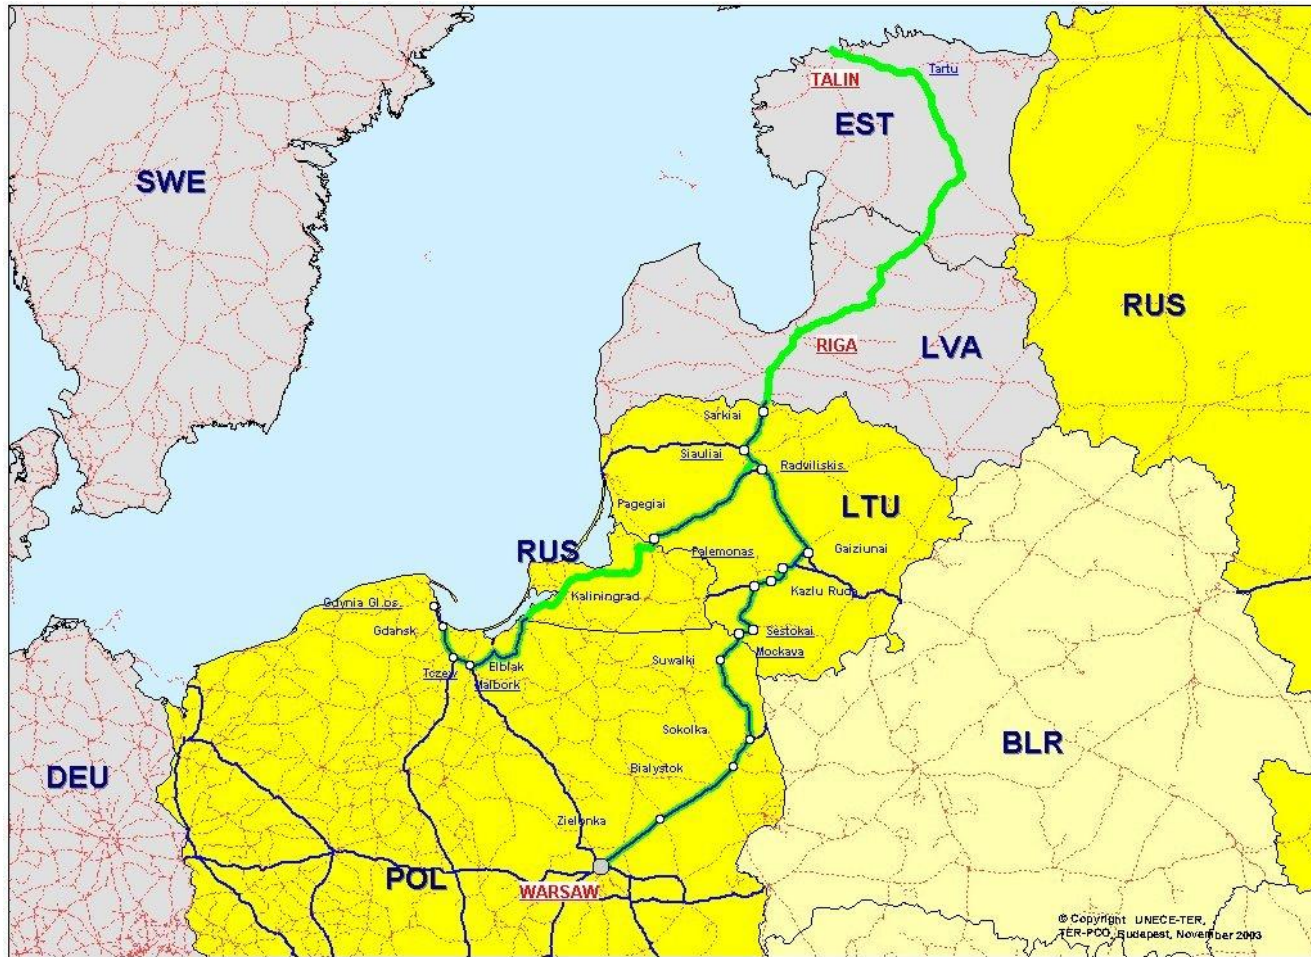 TALIN
Tartu
EST
SWE
RUS
RIGA
LVA
Sarkiai
Siauliai
Radviliskis
Pagegiai
LTU
RUS
Palemonas
Gaiziunai
Kaliningrad
Kazlu Ruda
Gdynia Gl.os.
Gdansk
Sestokai
Mockava
Suwalki
Elblak
Tczew
Malbork
Sokolka
BLR
Bialystok
DEU
Zielonka
POL
WARSAW
© Copyright UNECE-TER,
TER-PCO, Budapest, November 2003